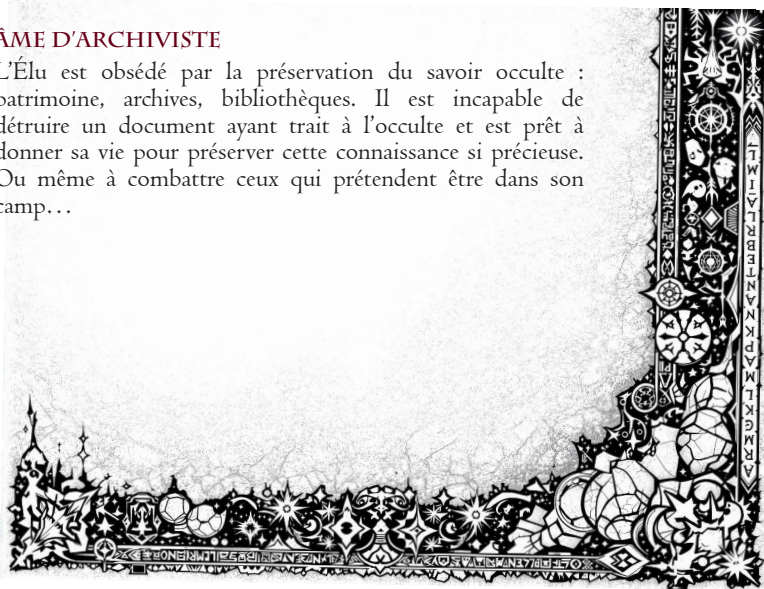 ÂME D'ARCHIVISTE
L'Élu est obsédé par la préservation du savoir occulte :
patrimoine, archives, bibliothèques. Il est incapable de
détruire un document ayant trait à l'occulte et est prêt à
donner sa vie pour préserver cette connaissance si précieuse.
Ou même à combattre ceux qui prétendent être dans son
camp…